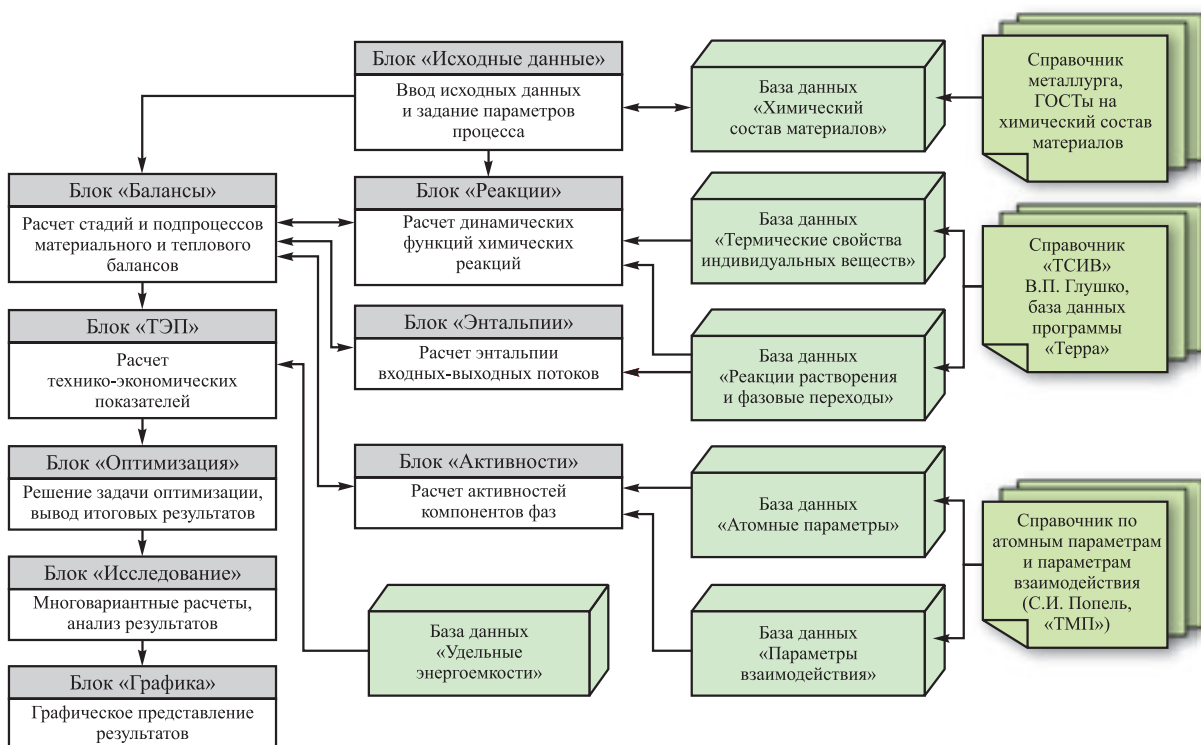 Блок «Исходные данные»
Ввод исходных данных
и задание параметров
процесса
База данных
«Химический
состав материалов»
Справочник
металлурга,
ГОСТы на
химический состав
материалов
Блок «Балансы»
Расчет стадий и подпроцессов
материального и теплового
балансов
Блок «Реакции»
Расчет динамических
функций химических
реакций
База данных
«Термические свойства
индивидуальных веществ»
Справочник
«ТСИВ»
В.П. Глушко,
база данных
программы
«Терра»
Блок «ТЭП»
Расчет
технико-экономических
показателей
Блок «Энтальпии»
Расчет энтальпии
входных-выходных потоков
База данных
«Реакции растворения
и фазовые переходы»
Блок «Оптимизация»
Решение задачи оптимизации,
вывод итоговых результатов
Блок «Активности»
Расчет активностей
компонентов фаз
База данных
«Атомные параметры»
Справочник по
атомным параметрам
и параметрам
взаимодействия
(С.И. Попель,
«ТМП»)
Блок «Исследование»
Многовариантные расчеты,
анализ результатов
База данных
«Удельные
энергоемкости»
База данных
«Параметры
взаимодействия»
Блок «Графика»
Графическое представление
результатов